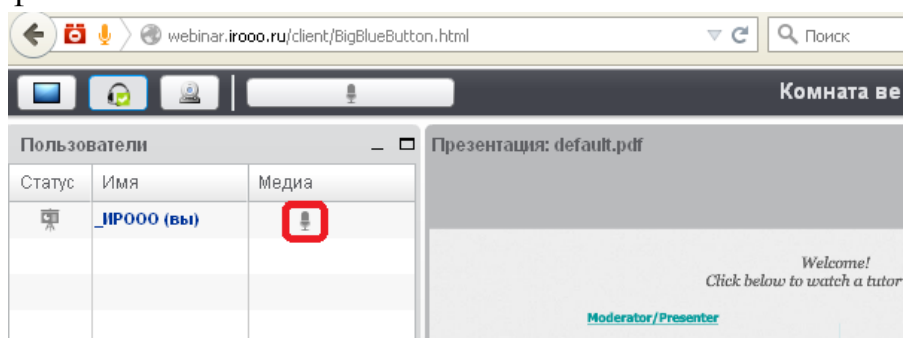 webinar.irooo.ru/client/BigBlueButton.html
Поиск
Комната ве
Пользователи
Презентация: default.pdf
Статус Имя Медиа
_ИРООО (вы)
Welcome!
Click below to watch a tutor
Moderator/Presenter